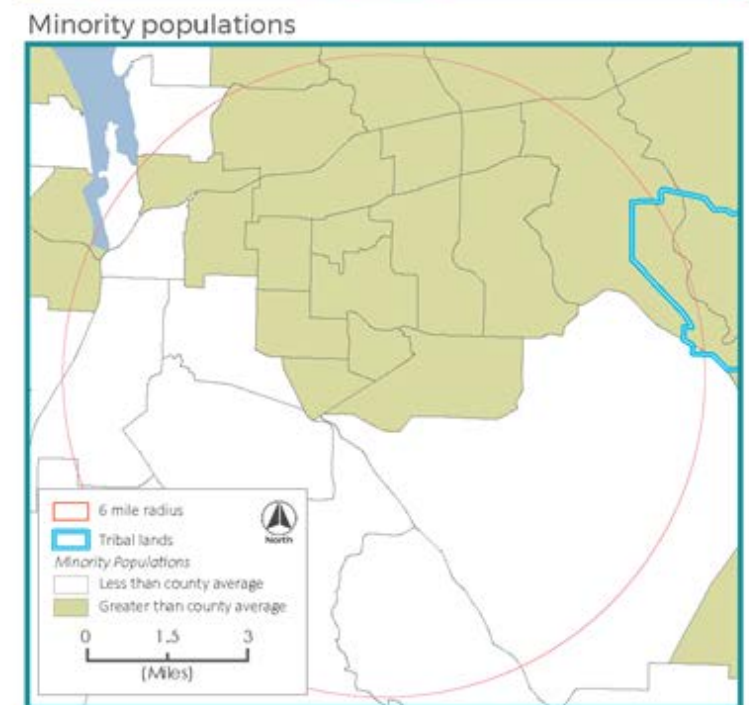 Minority populations
6 mile radius
North
Tribal lands
Minority Populations
Less than county average
Greater than county average
0 1.5 3
(Miles)